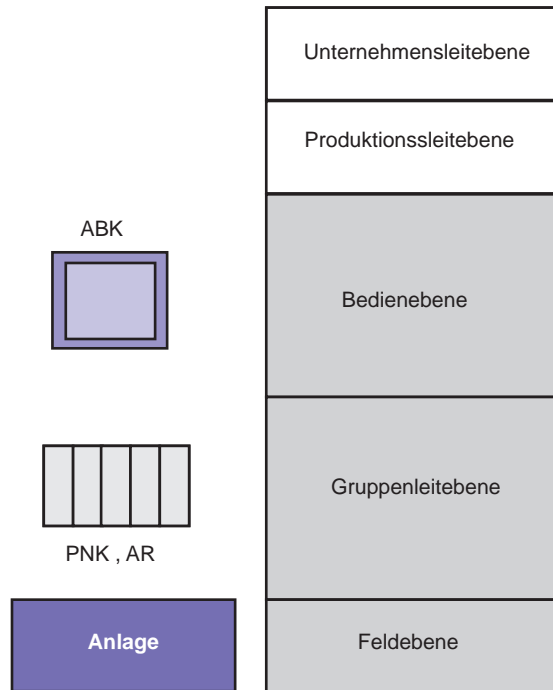 Unternehmensleitebene
Produktionssleitebene
ABK
Bedienebene
Gruppenleitebene
PNK , AR
Anlage
Feldebene